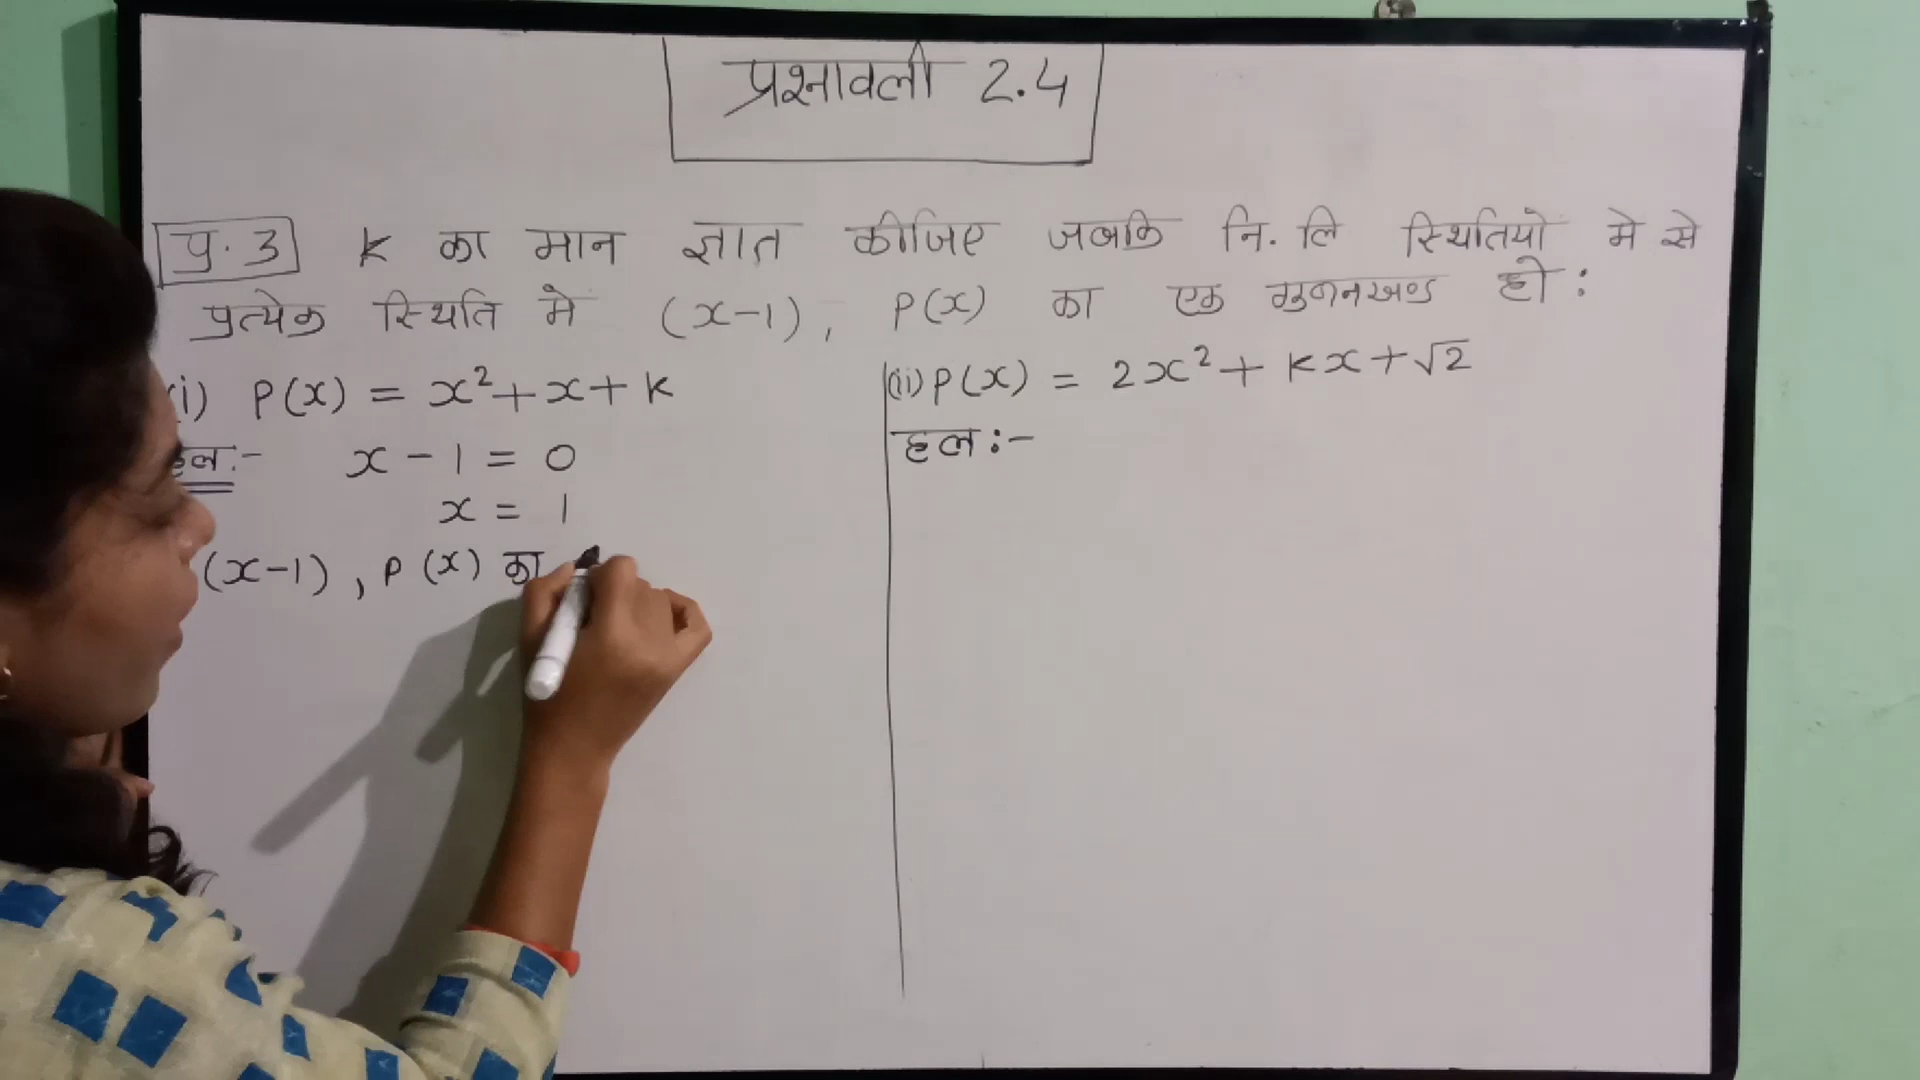 प्रश्नावली 2.4
प्र. 3 K का मान ज्ञात कीजिए जबकि नि. लि स्थितियो मे से
प्रत्येक स्थिति मे (x-1), P(x) का एक गुणनखण्ड हो :
(i) P(x) = x² + x + k
हल:- x - 1 = 0
x = 1
(x-1), P(x) का
(ii) P(x) = 2x² + kx + √2
हल :-